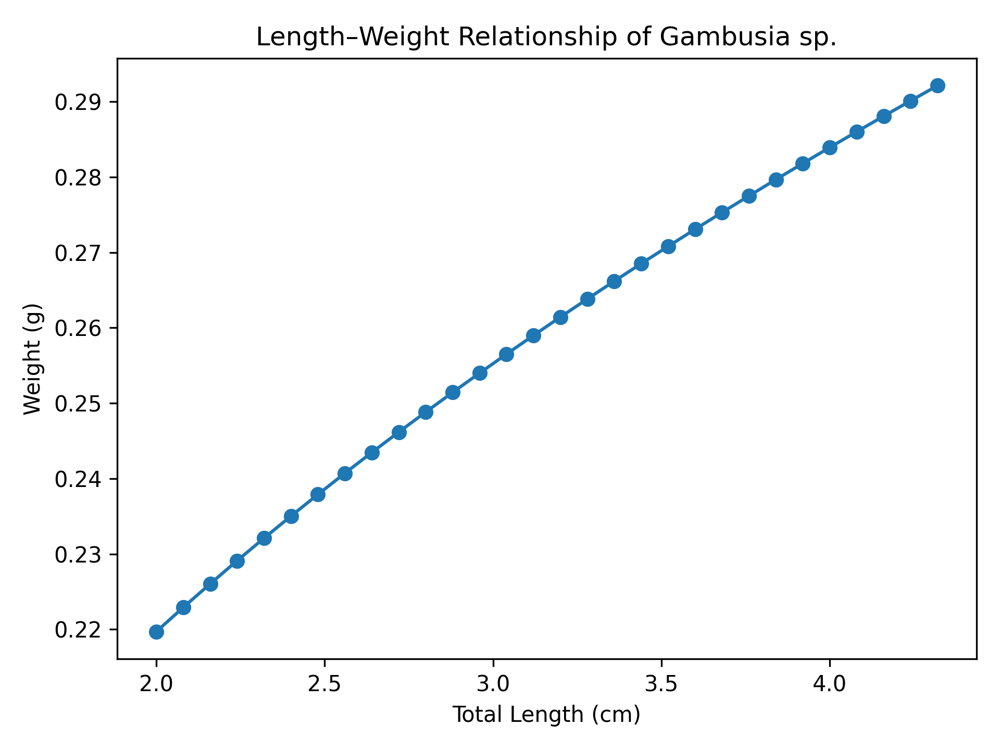 Length–Weight Relationship of Gambusia sp.
Weight (g)
0.29
0.28
0.27
0.26
0.25
0.24
0.23
0.22
2.0 2.5 3.0 3.5 4.0
Total Length (cm)